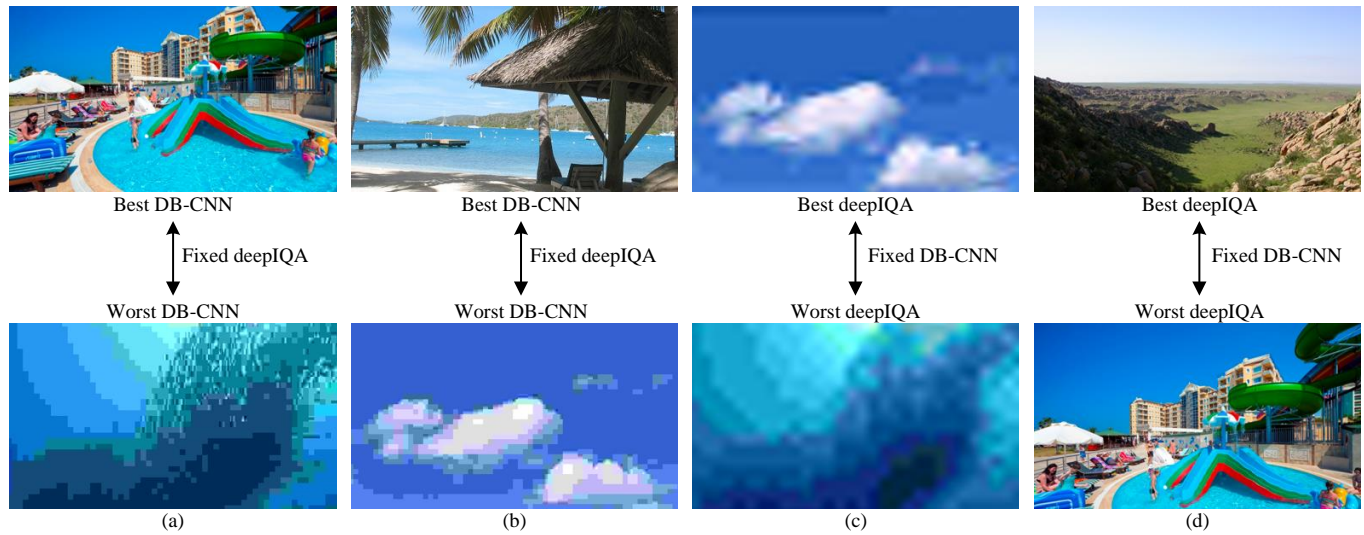 Best DB-CNN
Best DB-CNN
Best deepIQA
Best deepIQA
Fixed deepIQA
Fixed deepIQA
Fixed DB-CNN
Fixed DB-CNN
Worst DB-CNN
Worst DB-CNN
Worst deepIQA
Worst deepIQA
(a)
(b)
(c)
(d)